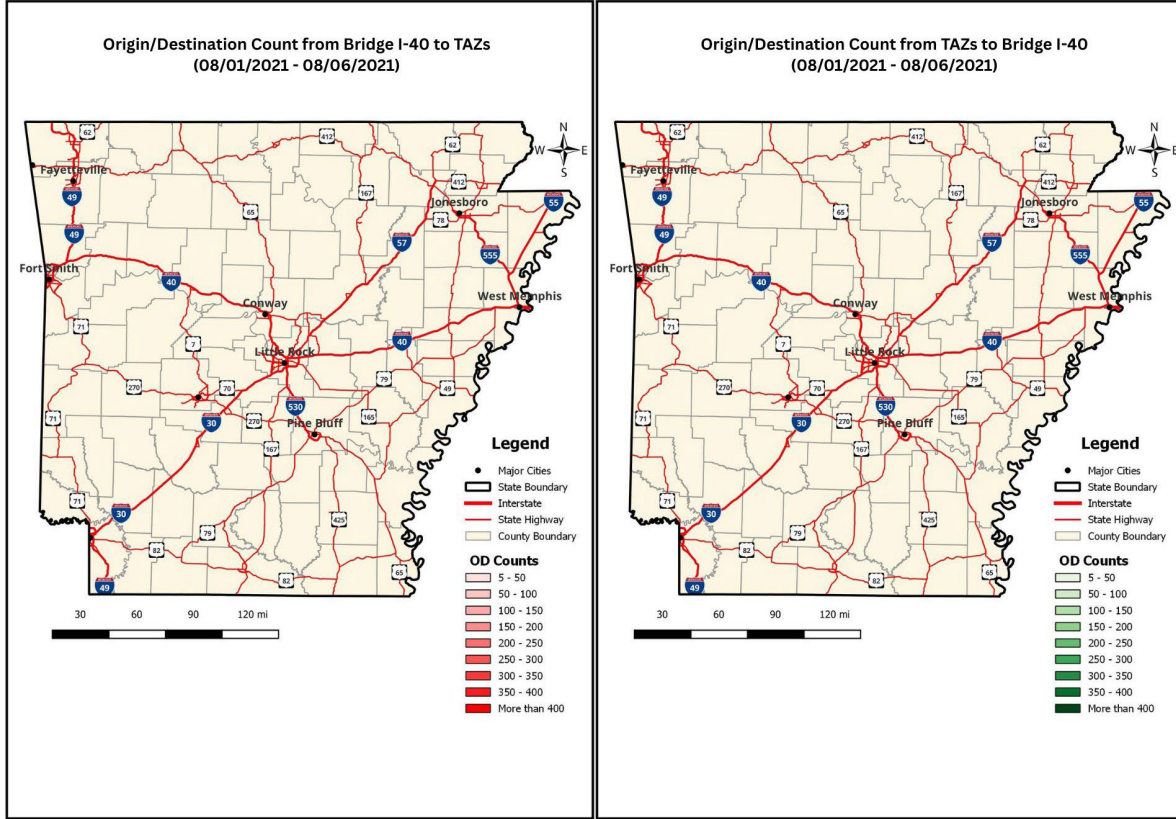 Origin/Destination Count from Bridge I-40 to TAZs
(08/01/2021 - 08/06/2021)
N
W E
S
62
412
62
Fayetteville
412
167
49
55
Jonesboro
65
78
49
57
555
Fort Smith
40
West Memphis
Conway
71
40
7
Little Rock
79
270
70
49
530
71
30
270
165
Pine Bluff
167
71
30
425
79
82
65
82
49
Legend
Major Cities
State Boundary
Interstate
State Highway
County Boundary
OD Counts
5 - 50
50 - 100
100 - 150
150 - 200
200 - 250
250 - 300
300 - 350
350 - 400
More than 400
30 60 90 120 mi
Origin/Destination Count from TAZs to Bridge I-40
(08/01/2021 - 08/06/2021)
N
W E
S
62
412
62
Fayetteville
412
167
49
55
Jonesboro
65
78
49
57
555
Fort Smith
40
West Memphis
Conway
71
40
7
Little Rock
79
270
70
49
530
71
30
270
165
Pine Bluff
167
71
30
425
79
82
65
82
49
Legend
Major Cities
State Boundary
Interstate
State Highway
County Boundary
OD Counts
5 - 50
50 - 100
100 - 150
150 - 200
200 - 250
250 - 300
300 - 350
350 - 400
More than 400
30 60 90 120 mi